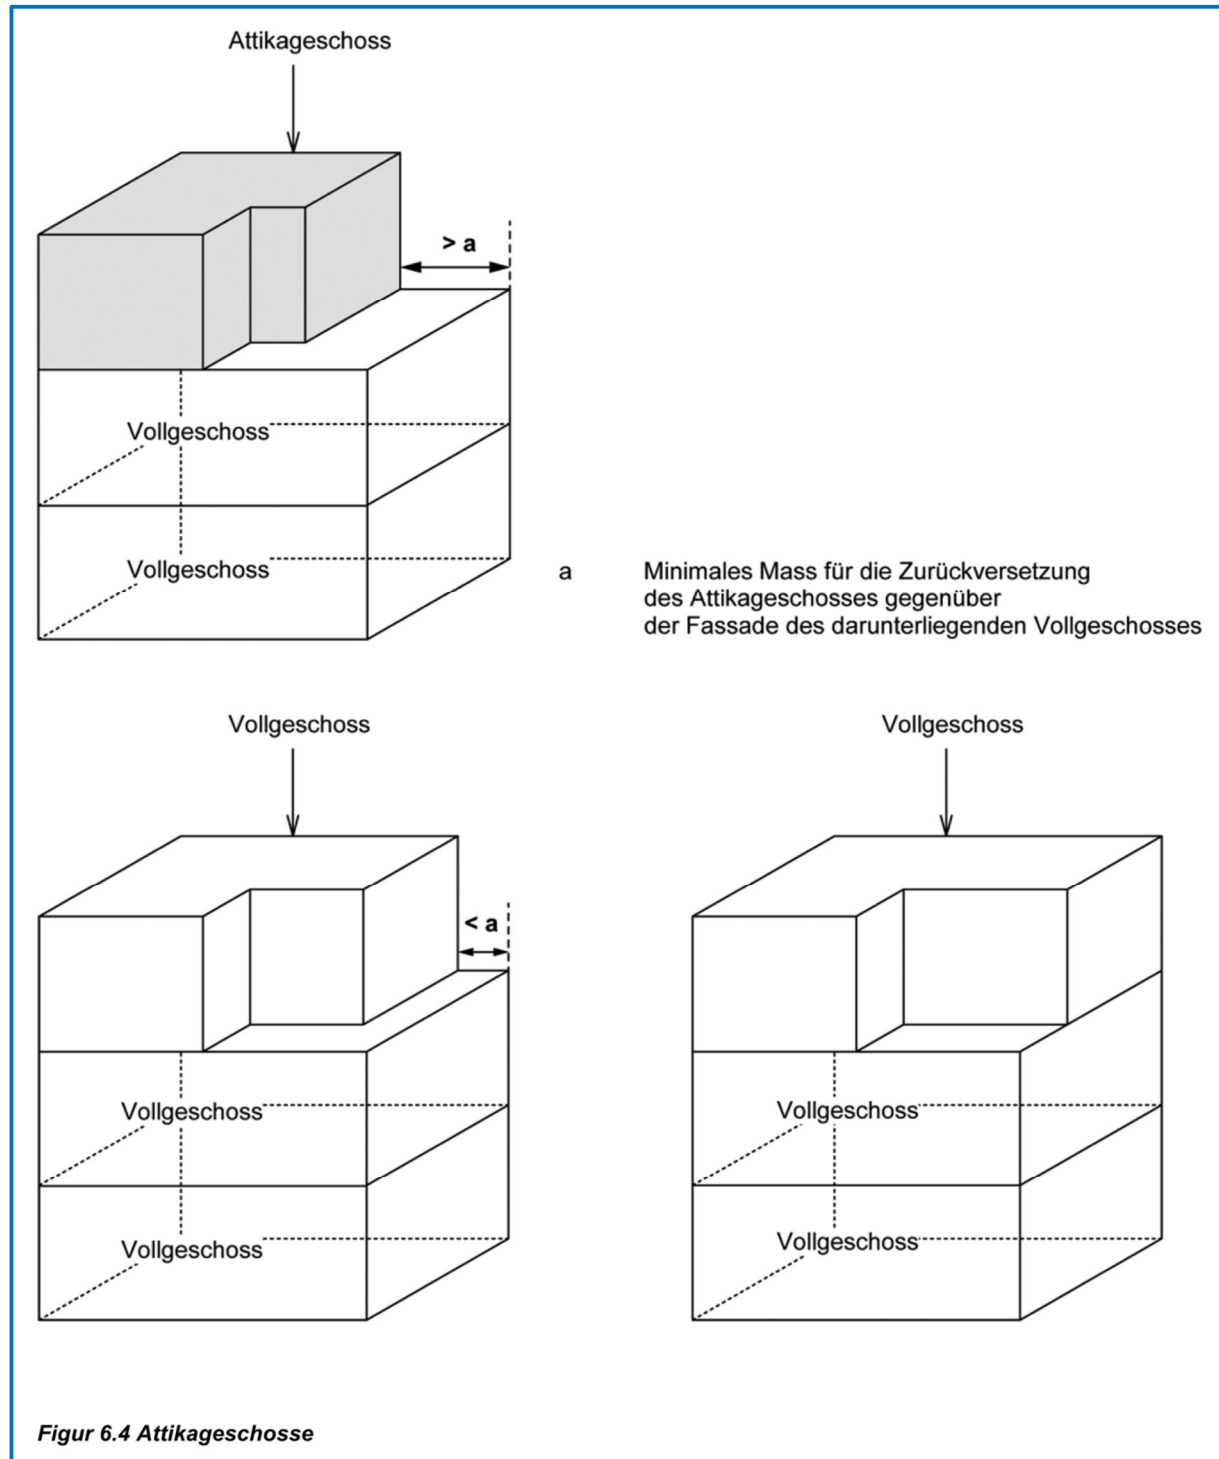 Attikageschoss
> a
Vollgeschoss
Vollgeschoss
a Minimales Mass für die Zurückversetzung
des Attikageschosses gegenüber
der Fassade des darunterliegenden Vollgeschosses
Vollgeschoss
< a
Vollgeschoss
Vollgeschoss
Vollgeschoss
Vollgeschoss
Vollgeschoss
Figur 6.4 Attikageschosse